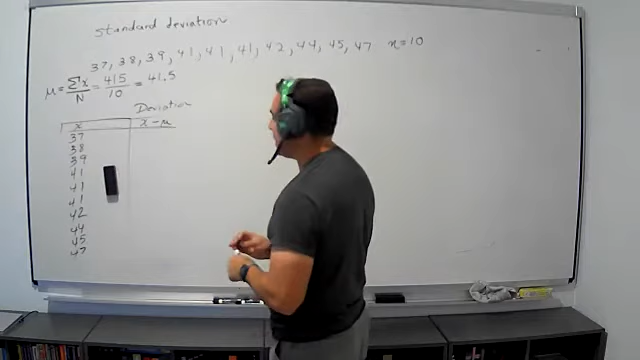 standard deviation
37, 38, 39, 41, 41, 41, 42, 44, 45, 47 n=10
μ = Σx/N = 415/10 = 41,5
Deviation
x x - μ
37
38
39
41
41
41
42
44
45
47